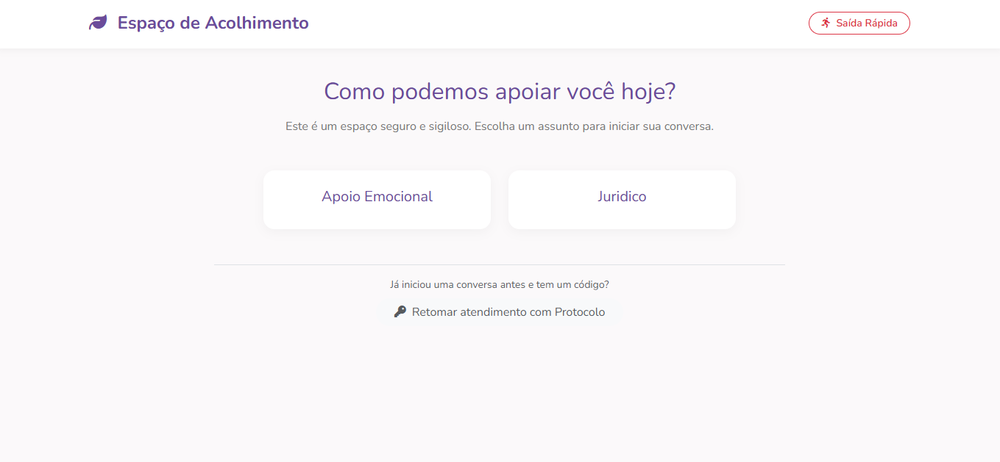 Espaço de Acolhimento
Saída Rápida
Como podemos apoiar você hoje?
Este é um espaço seguro e sigiloso. Escolha um assunto para iniciar sua conversa.
Apoio Emocional
Juridico
Já iniciou uma conversa antes e tem um código?
Retomar atendimento com Protocolo